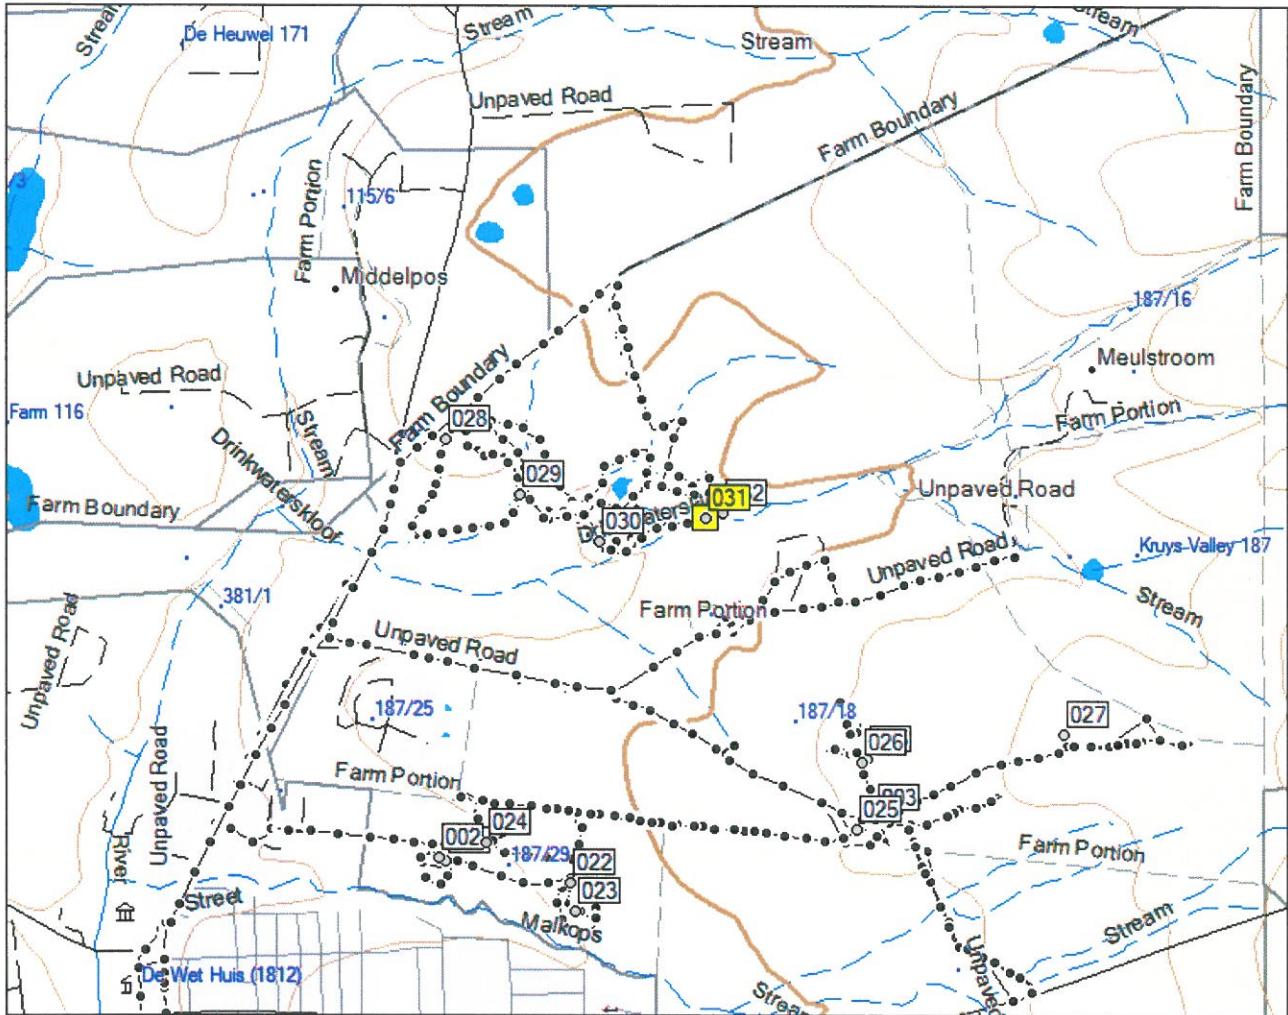 Stream
De Heuwel 171
Stream
Stream
Stream
Unpaved Road
Farm Boundary
Farm Boundary
/3
115/6
Farm Portion
Middelpos
187/16
Meulstroom
Unpaved Road
Farm Boundary
Farm 116
028
Farm Portion
Stream
Drinkwaterskloof
029
Unpaved Road
031
2
Farm Boundary
030
Kruys-Valley 187
Unpaved Road
381/1
Farm Portion
Stream
Unpaved Road
Unpaved Road
187/25
187/18
027
026
Unpaved Road
Farm Portion
025
024
002
187/29
Farm Portion
022
River
023
Street
Malkops
Stream
De Wet Huis (1812)
Unpaved
Stream